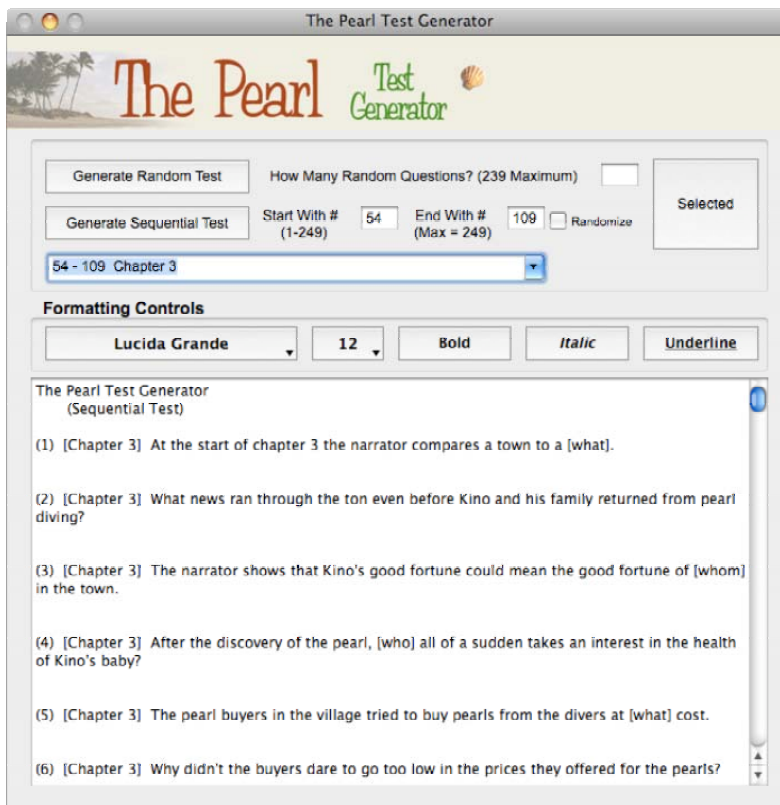 The Pearl Test Generator
The Pearl Test
Generator
Generate Random Test How Many Random Questions? (239 Maximum)
Selected
Generate Sequential Test Start With # 54 End With # 109 Randomize
(1-249) (Max = 249)
54 - 109 Chapter 3
Formatting Controls
Lucida Grande 12 Bold Italic Underline
The Pearl Test Generator
(Sequential Test)
(1) [Chapter 3] At the start of chapter 3 the narrator compares a town to a [what].
(2) [Chapter 3] What news ran through the ton even before Kino and his family returned from pearl
diving?
(3) [Chapter 3] The narrator shows that Kino's good fortune could mean the good fortune of [whom]
in the town.
(4) [Chapter 3] After the discovery of the pearl, [who] all of a sudden takes an interest in the health
of Kino's baby?
(5) [Chapter 3] The pearl buyers in the village tried to buy pearls from the divers at [what] cost.
(6) [Chapter 3] Why didn't the buyers dare to go too low in the prices they offered for the pearls?